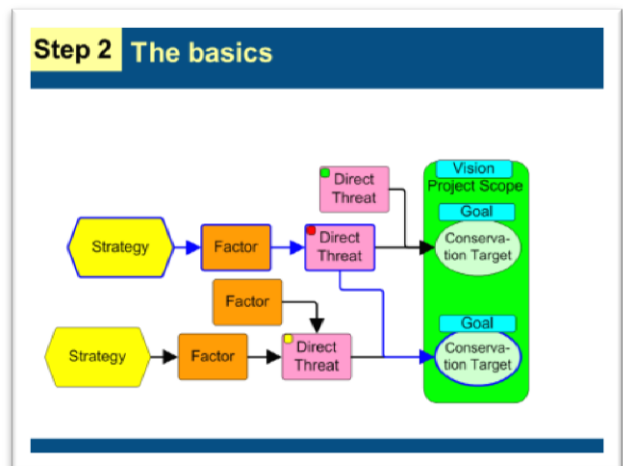 Step 2 The basics
Vision
Project Scope
Direct
Threat
Goal
Conserva-
tion Target
Strategy
Factor
Direct
Threat
Factor
Goal
Conserva-
tion Target
Strategy
Factor
Direct
Threat